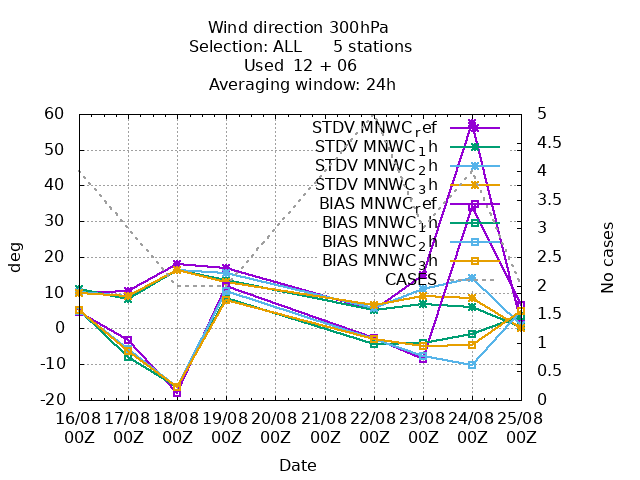 Wind direction 300hPa
Selection: ALL 5 stations
Used 12 + 06
Averaging window: 24h
60
50
40
30
20
10
0
-10
-20
deg
5
4.5
4
3.5
3
2.5
2
1.5
1
0.5
0
No cases
STDV MNWC_ref
STDV MNWC_1h
STDV MNWC_2h
STDV MNWC_3h
BIAS MNWC_ref
BIAS MNWC_1h
BIAS MNWC_2h
BIAS MNWC_3h
CASES
16/08 17/08 18/08 19/08 20/08 21/08 22/08 23/08 24/08 25/08
00Z 00Z 00Z 00Z 00Z 00Z 00Z 00Z 00Z 00Z
Date